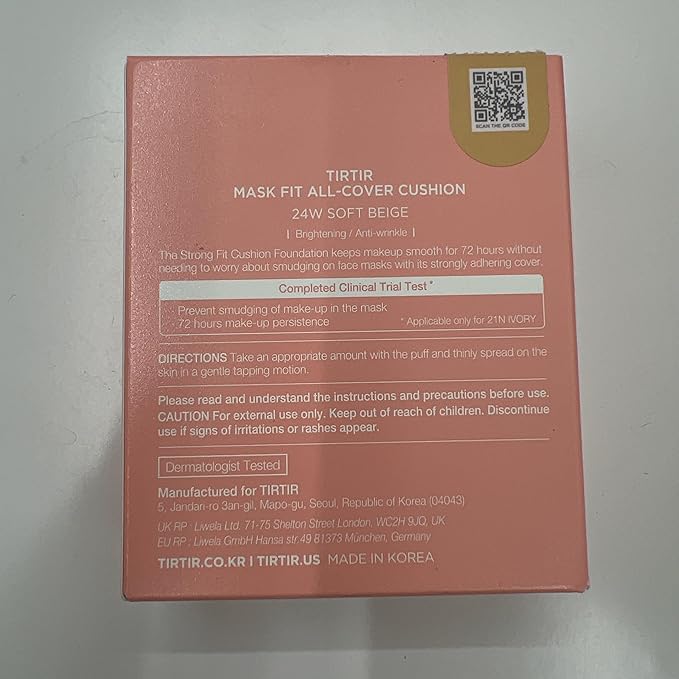 SCAN THE QR CODE
TIRTIR
MASK FIT ALL-COVER CUSHION
24W SOFT BEIGE
| Brightening / Anti-wrinkle |
The Strong Fit Cushion Foundation keeps makeup smooth for 72 hours without
needing to worry about smudging on face masks with its strongly adhering cover.
Completed Clinical Trial Test*
· Prevent smudging of make-up in the mask
· 72 hours make-up persistence * Applicable only for 21N IVORY
DIRECTIONS Take an appropriate amount with the puff and thinly spread on the
skin in a gentle tapping motion.
Please read and understand the instructions and precautions before use.
CAUTION For external use only. Keep out of reach of children. Discontinue
use if signs of irritations or rashes appear.
Dermatologist Tested
Manufactured for TIRTIR
5, Jandari-ro 3an-gil, Mapo-gu, Seoul, Republic of Korea (04043)
UK RP : Liwela Ltd. 71-75 Shelton Street London, WC2H 9JQ, UK
EU RP : Liwela GmbH Hansa str.49 81373 München, Germany
TIRTIR.CO.KR | TIRTIR.US MADE IN KOREA